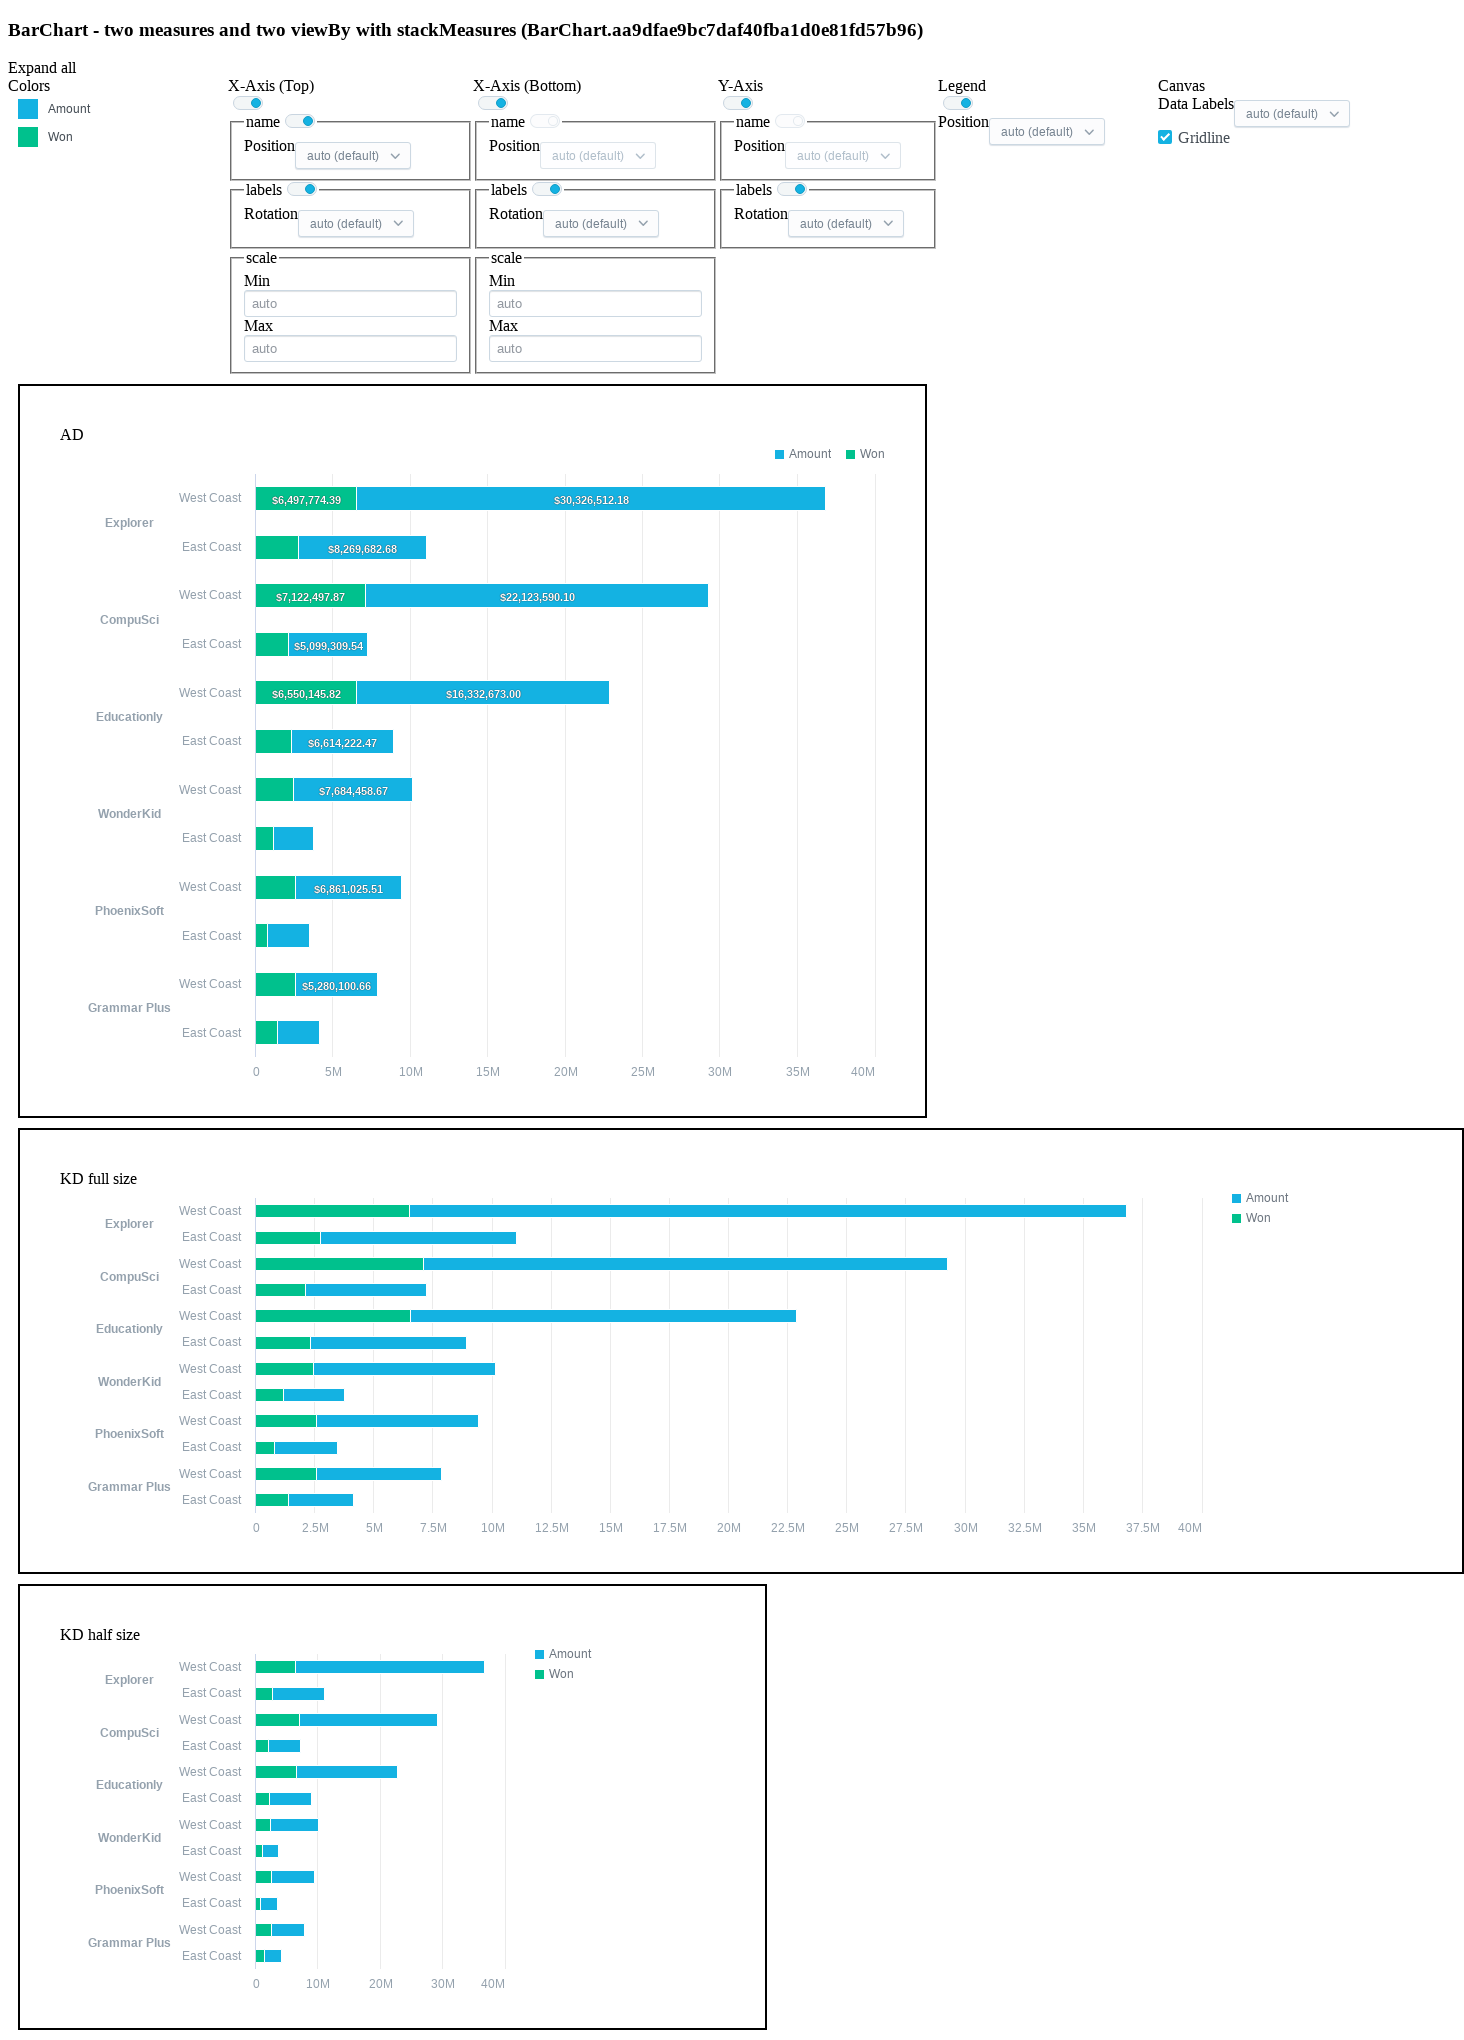 BarChart - two measures and two viewBy with stackMeasures (BarChart.aa9dfae9bc7daf40fba1d0e81fd57b96)
Expand all
Colors
Amount
Won
X-Axis (Top)
name
Position auto (default)
labels
Rotation auto (default)
scale
Min
auto
Max
auto
X-Axis (Bottom)
name
Position auto (default)
labels
Rotation auto (default)
scale
Min
auto
Max
auto
Y-Axis
name
Position auto (default)
labels
Rotation auto (default)
Legend
Position auto (default)
Canvas
Data Labels auto (default)
Gridline
AD
Amount Won
West Coast $6,497,774.39 $30,326,512.18
Explorer
East Coast $8,269,682.68
West Coast $7,122,497.87 $22,123,590.10
CompuSci
East Coast $5,099,309.54
West Coast $6,550,145.82 $16,332,673.00
Educationly
East Coast $6,614,222.47
West Coast $7,684,458.67
WonderKid
East Coast
West Coast $6,861,025.51
PhoenixSoft
East Coast
West Coast $5,280,100.66
Grammar Plus
East Coast
0 5M 10M 15M 20M 25M 30M 35M 40M
KD full size
Amount
West Coast
Won
Explorer
East Coast
West Coast
CompuSci
East Coast
West Coast
Educationly
East Coast
West Coast
WonderKid
East Coast
West Coast
PhoenixSoft
East Coast
West Coast
Grammar Plus
East Coast
0 2.5M 5M 7.5M 10M 12.5M 15M 17.5M 20M 22.5M 25M 27.5M 30M 32.5M 35M 37.5M 40M
KD half size
Amount
West Coast
Won
Explorer
East Coast
West Coast
CompuSci
East Coast
West Coast
Educationly
East Coast
West Coast
WonderKid
East Coast
West Coast
PhoenixSoft
East Coast
West Coast
Grammar Plus
East Coast
0 10M 20M 30M 40M